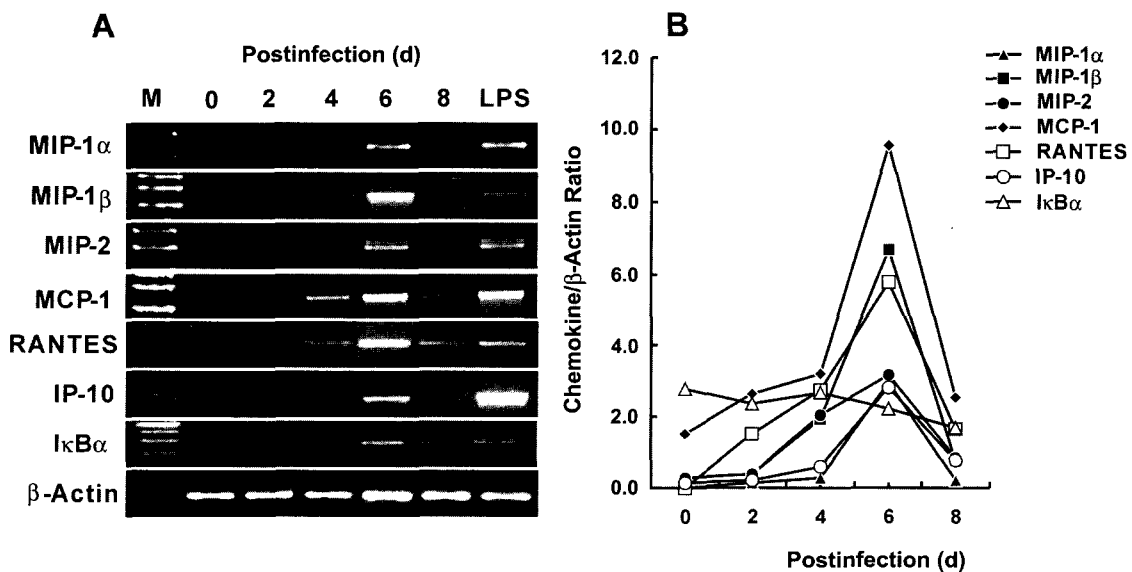 A
Postinfection (d)
M 0 2 4 6 8 LPS
MIP-1α
MIP-1β
MIP-2
MCP-1
RANTES
IP-10
IκBα
β-Actin
B
12.0
10.0
8.0
6.0
4.0
2.0
0.0
Chemokine/β-Actin Ratio
0 2 4 6 8
Postinfection (d)
MIP-1α
MIP-1β
MIP-2
MCP-1
RANTES
IP-10
IκBα